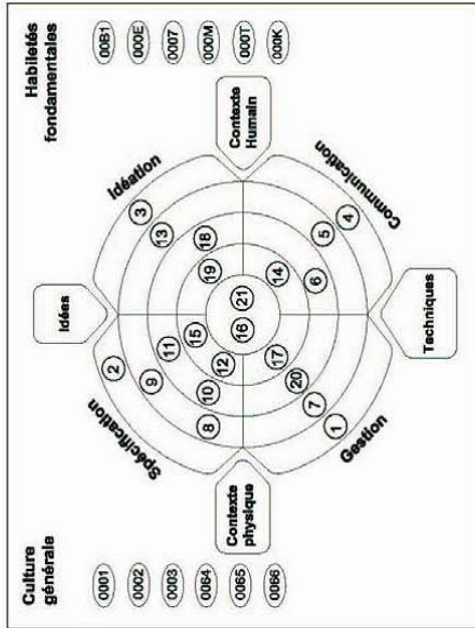 Culture
générale
0001
0002
0003
0064
0065
0066
Habiletés
fondamentales
00B1
000E
0007
000M
000T
000K
Idées
Spécification
Idéation
2
3
9
13
11
18
8
10
15
19
12
Contexte
physique
16
21
Contexte
Humain
17
14
20
6
7
5
1
4
Gestion
Communication
Techniques